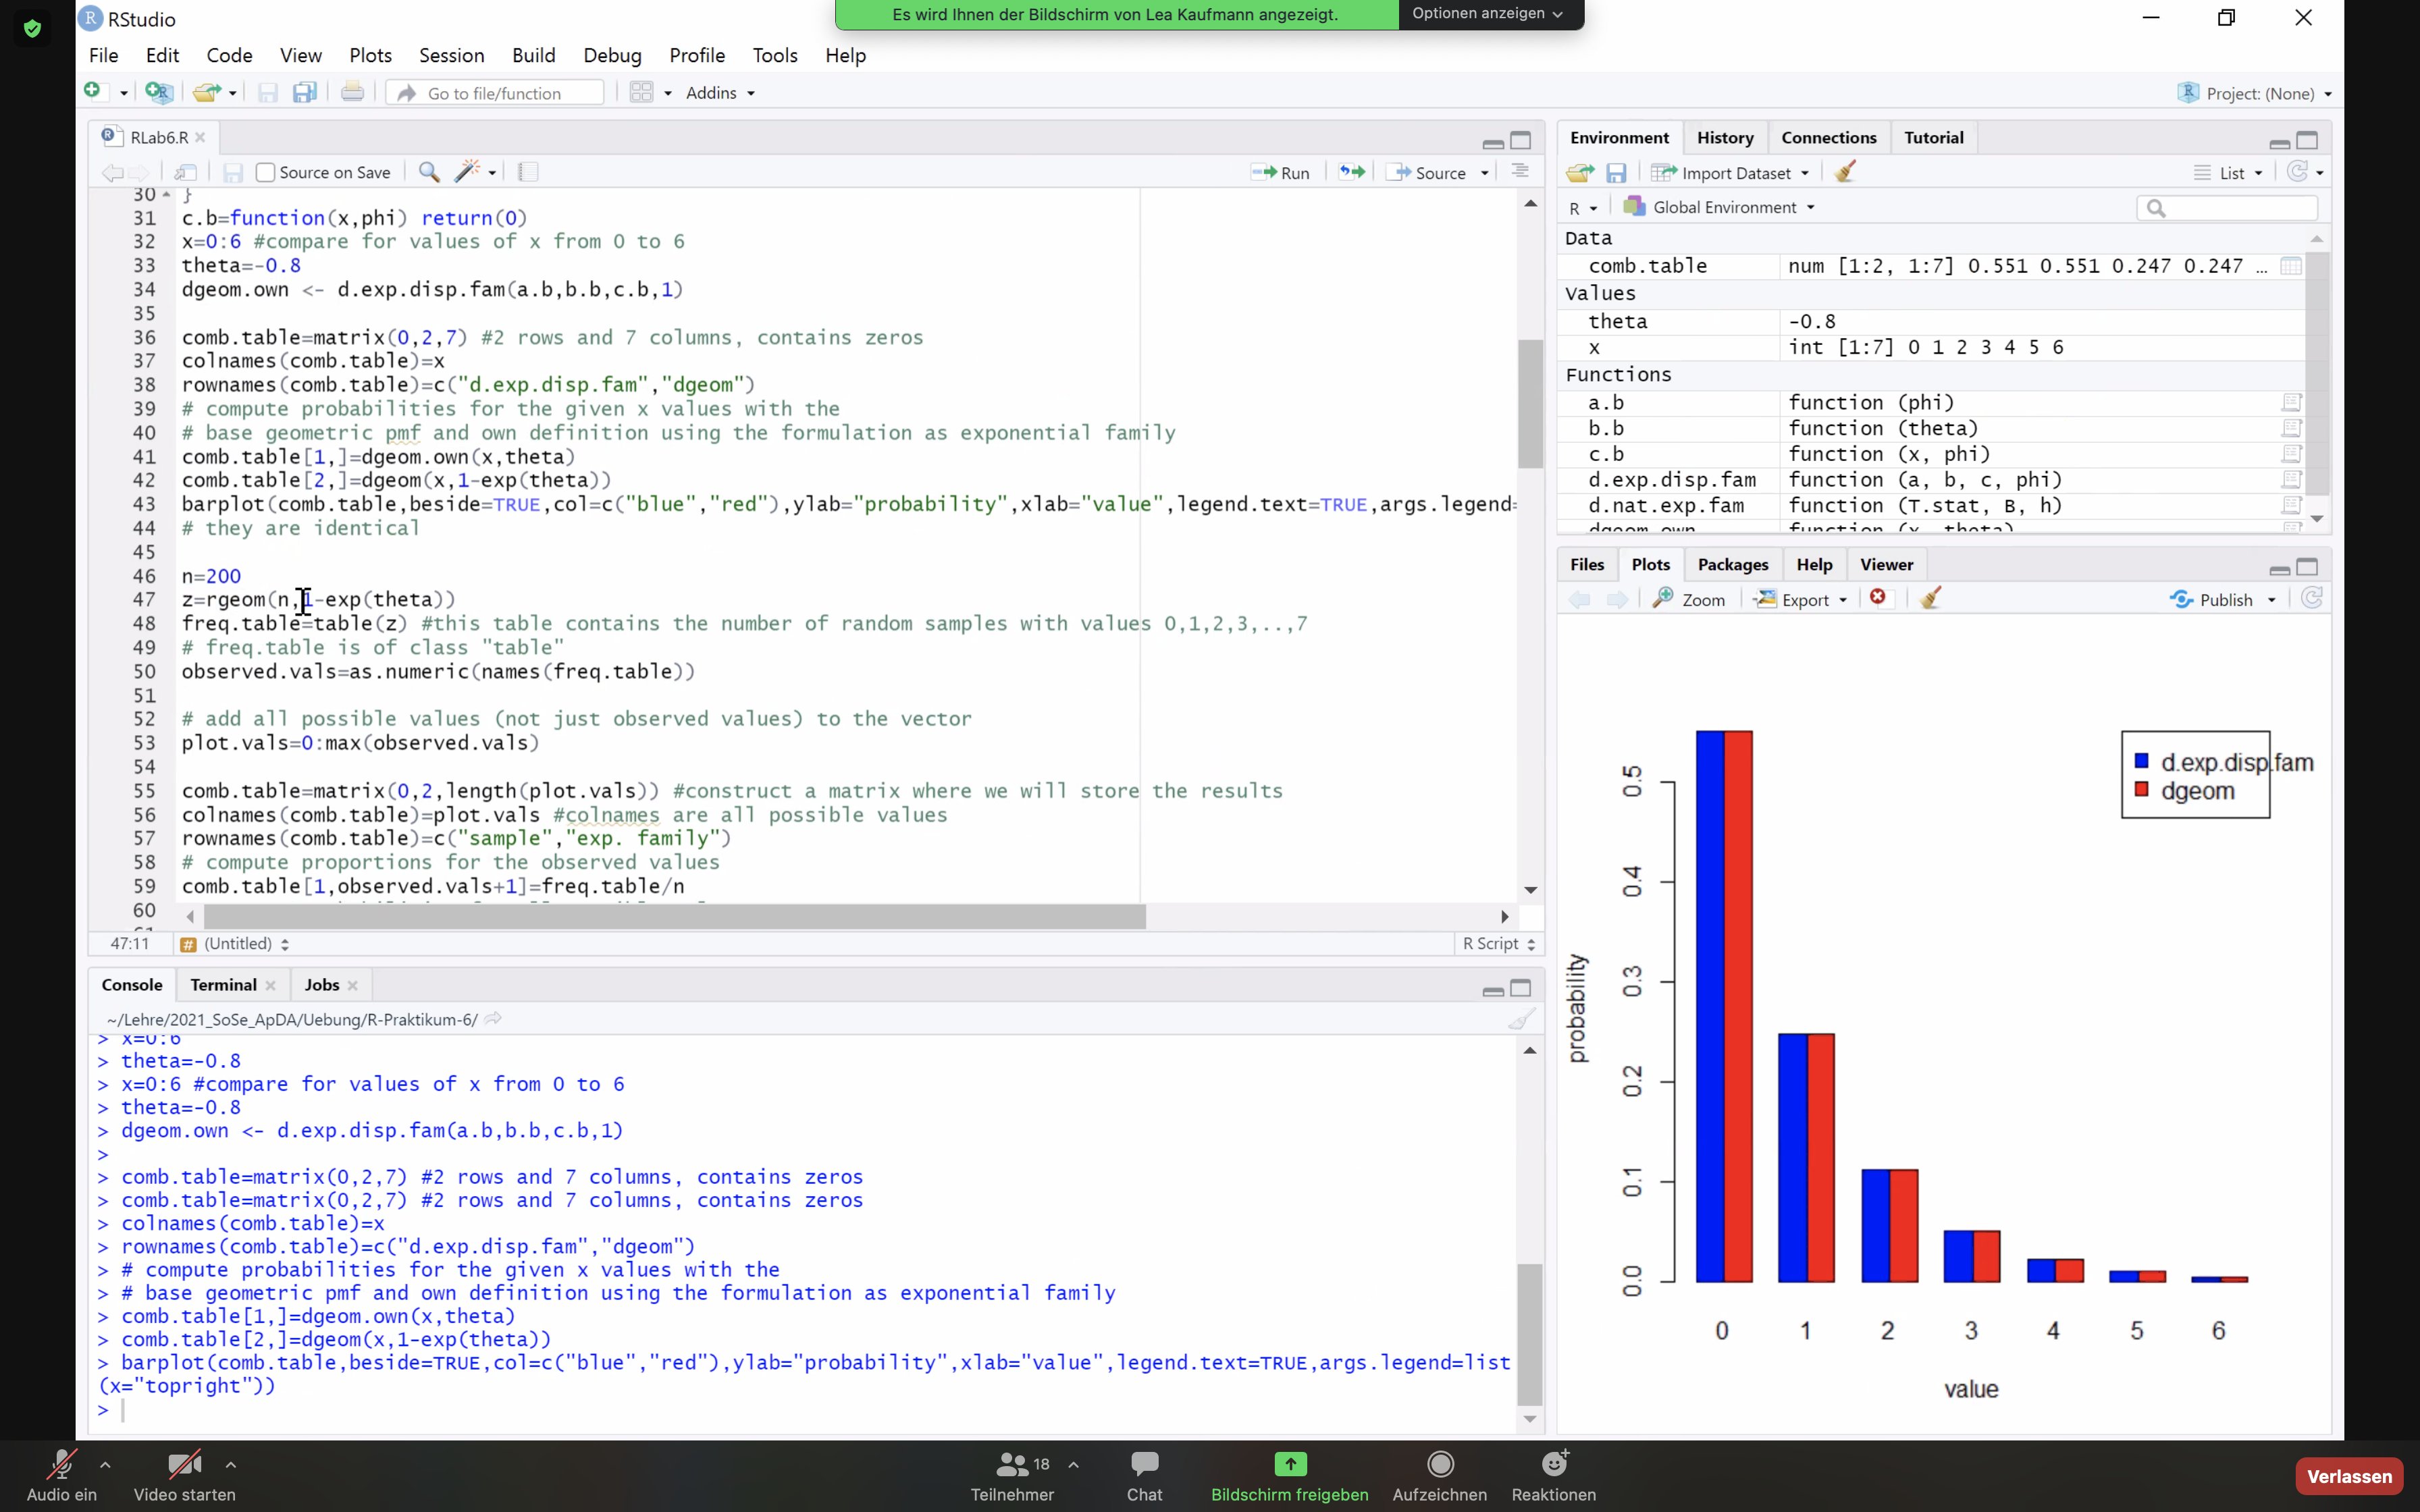 RStudio
Es wird Ihnen der Bildschirm von Lea Kaufmann angezeigt.
Optionen anzeigen
File Edit Code View Plots Session Build Debug Profile Tools Help
Go to file/function
Addins
Project: (None)
RLab6.R
Source on Save
Run
Source
30 }
31 c.b=function(x,phi) return(0)
32 x=0:6 #compare for values of x from 0 to 6
33 theta=-0.8
34 dgeom.own <- d.exp.disp.fam(a.b,b.b,c.b,1)
35
36 comb.table=matrix(0,2,7) #2 rows and 7 columns, contains zeros
37 colnames(comb.table)=x
38 rownames(comb.table)=c("d.exp.disp.fam","dgeom")
39 # compute probabilities for the given x values with the
40 # base geometric pmf and own definition using the formulation as exponential family
41 comb.table[1,]=dgeom.own(x,theta)
42 comb.table[2,]=dgeom(x,1-exp(theta))
43 barplot(comb.table,beside=TRUE,col=c("blue","red"),ylab="probability",xlab="value",legend.text=TRUE,args.legend=
44 # they are identical
45
46 n=200
47 z=rgeom(n,1-exp(theta))
48 freq.table=table(z) #this table contains the number of random samples with values 0,1,2,3,..,7
49 # freq.table is of class "table"
50 observed.vals=as.numeric(names(freq.table))
51
52 # add all possible values (not just observed values) to the vector
53 plot.vals=0:max(observed.vals)
54
55 comb.table=matrix(0,2,length(plot.vals)) #construct a matrix where we will store the results
56 colnames(comb.table)=plot.vals #colnames are all possible values
57 rownames(comb.table)=c("sample","exp. family")
58 # compute proportions for the observed values
59 comb.table[1,observed.vals+1]=freq.table/n
60
47:11
# (Untitled)
R Script
Console Terminal Jobs
~/Lehre/2021_SoSe_ApDA/Uebung/R-Praktikum-6/
> x=0:6
> theta=-0.8
> x=0:6 #compare for values of x from 0 to 6
> theta=-0.8
> dgeom.own <- d.exp.disp.fam(a.b,b.b,c.b,1)
>
> comb.table=matrix(0,2,7) #2 rows and 7 columns, contains zeros
> comb.table=matrix(0,2,7) #2 rows and 7 columns, contains zeros
> colnames(comb.table)=x
> rownames(comb.table)=c("d.exp.disp.fam","dgeom")
> # compute probabilities for the given x values with the
> # base geometric pmf and own definition using the formulation as exponential family
> comb.table[1,]=dgeom.own(x,theta)
> comb.table[2,]=dgeom(x,1-exp(theta))
> barplot(comb.table,beside=TRUE,col=c("blue","red"),ylab="probability",xlab="value",legend.text=TRUE,args.legend=list
(x="topright"))
>
Environment History Connections Tutorial
Import Dataset
List
R
Global Environment
Data
comb.table num [1:2, 1:7] 0.551 0.551 0.247 0.247 ...
Values
theta -0.8
x int [1:7] 0 1 2 3 4 5 6
Functions
a.b function (phi)
b.b function (theta)
c.b function (x, phi)
d.exp.disp.fam function (a, b, c, phi)
d.nat.exp.fam function (T.stat, B, h)
dgeom.own function (x, theta)
Files Plots Packages Help Viewer
Zoom
Export
Publish
d.exp.disp.fam
dgeom
0.5
0.4
0.3
0.2
0.1
0.0
probability
0 1 2 3 4 5 6
value
Audio ein
Video starten
18
Teilnehmer
Chat
Bildschirm freigeben
Aufzeichnen
Reaktionen
Verlassen